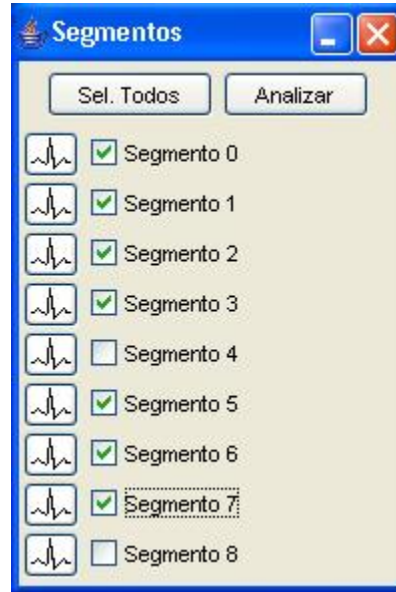 Segmentos
Sel. Todos Analizar
Segmento 0
Segmento 1
Segmento 2
Segmento 3
Segmento 4
Segmento 5
Segmento 6
Segmento 7
Segmento 8